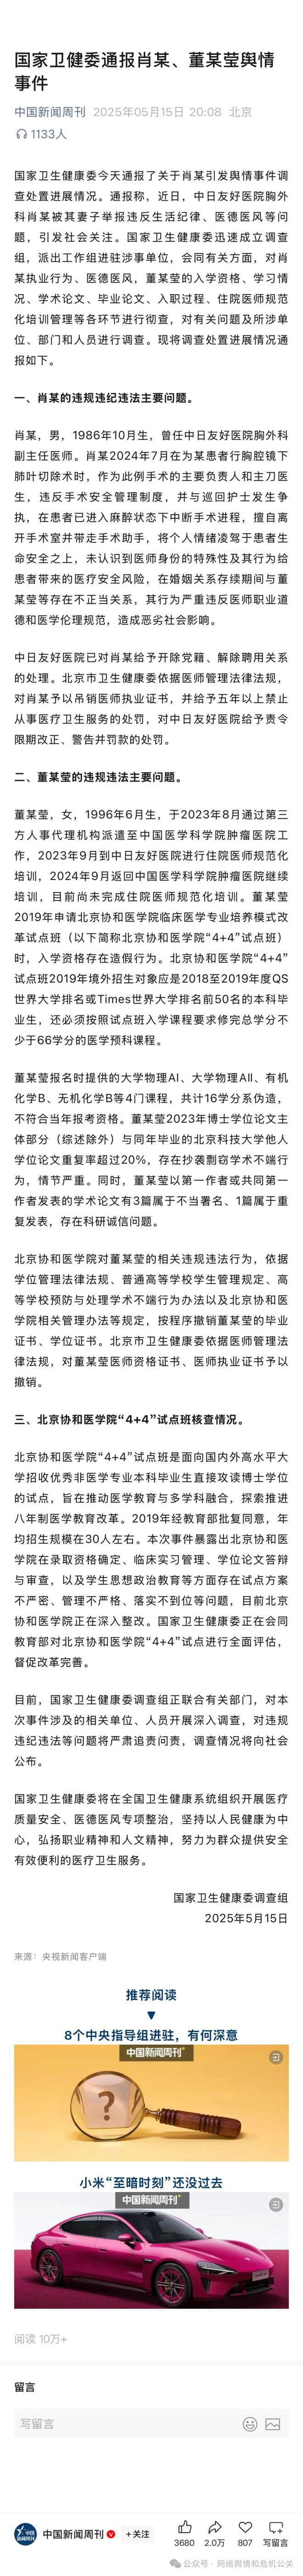 国家卫健委通报肖某、董某莹舆情
事件
中国新闻周刊 2025年05月15日 20:08 北京
1133人
国家卫生健康委今天通报了关于肖某引发舆情事件调
查处置进展情况。通报称，近日，中日友好医院胸外
科肖某被其妻子举报违反生活纪律、医德医风等问
题，引发社会关注。国家卫生健康委迅速成立调查
组，派出工作组进驻涉事单位，会同有关方面，对肖
某执业行为、医德医风，董某莹的入学资格、学习情
况、学术论文、毕业论文、入职过程、住院医师规范
化培训管理等各环节进行彻查，对有关问题及所涉单
位、部门和人员进行调查。现将调查处置进展情况通
报如下。
一、肖某的违规违纪违法主要问题。
肖某，男，1986年10月生，曾任中日友好医院胸外科
副主任医师。肖某2024年7月在为某患者行胸腔镜下
肺叶切除术时，作为此例手术的主要负责人和主刀医
生，违反手术安全管理制度，并与巡回护士发生争
执，在患者已进入麻醉状态下中断手术进程，擅自离
开手术室并带走手术助手，将个人情绪凌驾于患者生
命安全之上，未认识到医师身份的特殊性及其行为给
患者带来的医疗安全风险，在婚姻关系存续期间与董
某莹等存在不正当关系，其行为严重违反医师职业道
德和医学伦理规范，造成恶劣社会影响。
中日友好医院已对肖某给予开除党籍、解除聘用关系
的处理。北京市卫生健康委依据医师管理法律法规，
对肖某予以吊销医师执业证书，并给予五年以上禁止
从事医疗卫生服务的处罚，对中日友好医院给予责令
限期改正、警告并罚款的处罚。
二、董某莹的违规违法主要问题。
董某莹，女，1996年6月生，于2023年8月通过第三
方人事代理机构派遣至中国医学科学院肿瘤医院工
作，2023年9月到中日友好医院进行住院医师规范化
培训，2024年9月返回中国医学科学院肿瘤医院继续
培训，目前尚未完成住院医师规范化培训。董某莹
2019年申请北京协和医学院临床医学专业培养模式改
革试点班（以下简称北京协和医学院“4+4”试点班）
时，入学资格存在造假行为。北京协和医学院“4+4”
试点班2019年境外招生对象应是2018至2019年度QS
世界大学排名或Times世界大学排名前50名的本科毕
业生，还必须按照试点班入学课程要求修完总学分不
少于66学分的医学预科课程。
董某莹报名时提供的大学物理AI、大学物理AII、有机
化学B、无机化学B等4门课程，共计16学分系伪造，
不符合当年报考资格。董某莹2023年博士学位论文主
体部分（综述除外）与同年毕业的北京科技大学他人
学位论文重复率超过20%，存在抄袭剽窃学术不端行
为，情节严重。同时，董某莹以第一作者或共同第一
作者发表的学术论文有3篇属于不当署名、1篇属于重
复发表，存在科研诚信问题。
北京协和医学院对董某莹的相关违规违法行为，依据
学位管理法律法规、普通高等学校学生管理规定、高
等学校预防与处理学术不端行为办法以及北京协和医
学院相关管理办法等规定，按程序撤销董某莹的毕业
证书、学位证书。北京市卫生健康委依据医师管理法
律法规，对董某莹医师资格证书、医师执业证书予以
撤销。
三、北京协和医学院“4+4”试点班核查情况。
北京协和医学院“4+4”试点班是面向国内外高水平大
学招收优秀非医学专业本科毕业生直接攻读博士学位
的试点，旨在推动医学教育与多学科融合，探索推进
八年制医学教育改革。2019年经教育部批复同意，年
均招生规模在30人左右。本次事件暴露出北京协和医
学院在录取资格确定、临床实习管理、学位论文答辩
与审查，以及学生思想政治教育等方面存在试点方案
不严密、管理不严格、落实不到位等问题，目前北京
协和医学院正在深入整改。国家卫生健康委正在会同
教育部对北京协和医学院“4+4”试点进行全面评估，
督促改革完善。
目前，国家卫生健康委调查组正联合有关部门，对本
次事件涉及的相关单位、人员开展深入调查，对违规
违纪违法等问题将严肃追责问责，调查情况将向社会
公布。
国家卫生健康委将在全国卫生健康系统组织开展医疗
质量安全、医德医风专项整治，坚持以人民健康为中
心，弘扬职业精神和人文精神，努力为群众提供安全
有效便利的医疗卫生服务。
国家卫生健康委调查组
2025年5月15日
来源：央视新闻客户端
推荐阅读
▼
8个中央指导组进驻，有何深意
中国新闻周刊
?
小米“至暗时刻”还没过去
中国新闻周刊
阅读 10万+
留言
写留言
中国新闻周刊 +关注 3680 2.0万 807 写留言
公众号 · 网络舆情和危机公关